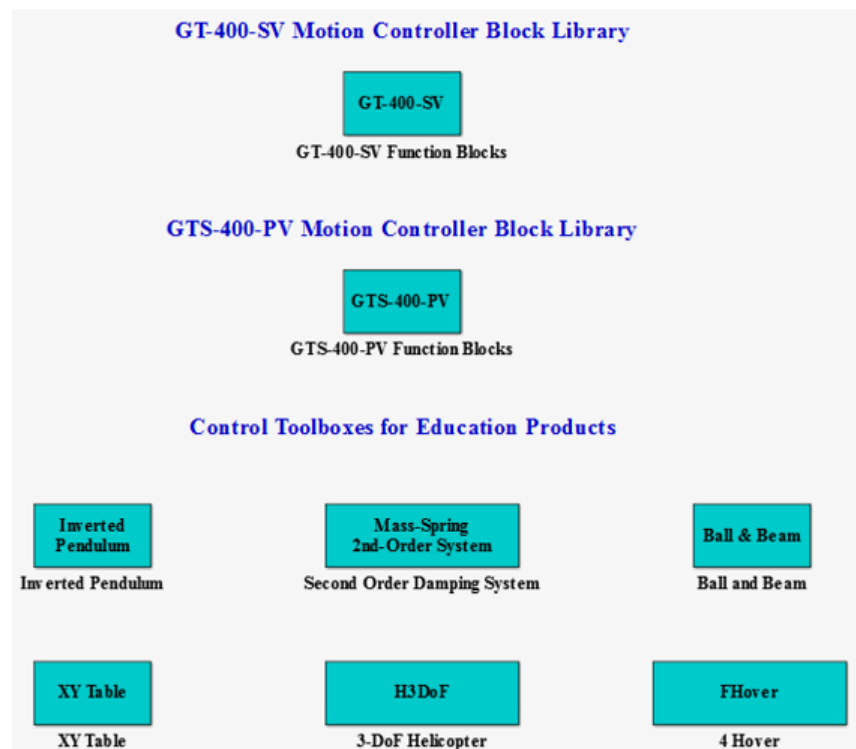 GT-400-SV Motion Controller Block Library
GT-400-SV
GT-400-SV Function Blocks
GTS-400-PV Motion Controller Block Library
GTS-400-PV
GTS-400-PV Function Blocks
Control Toolboxes for Education Products
Inverted
Pendulum
Inverted Pendulum
Mass-Spring
2nd-Order System
Second Order Damping System
Ball & Beam
Ball and Beam
XY Table
XY Table
H3DoF
3-DoF Helicopter
FHover
4 Hover